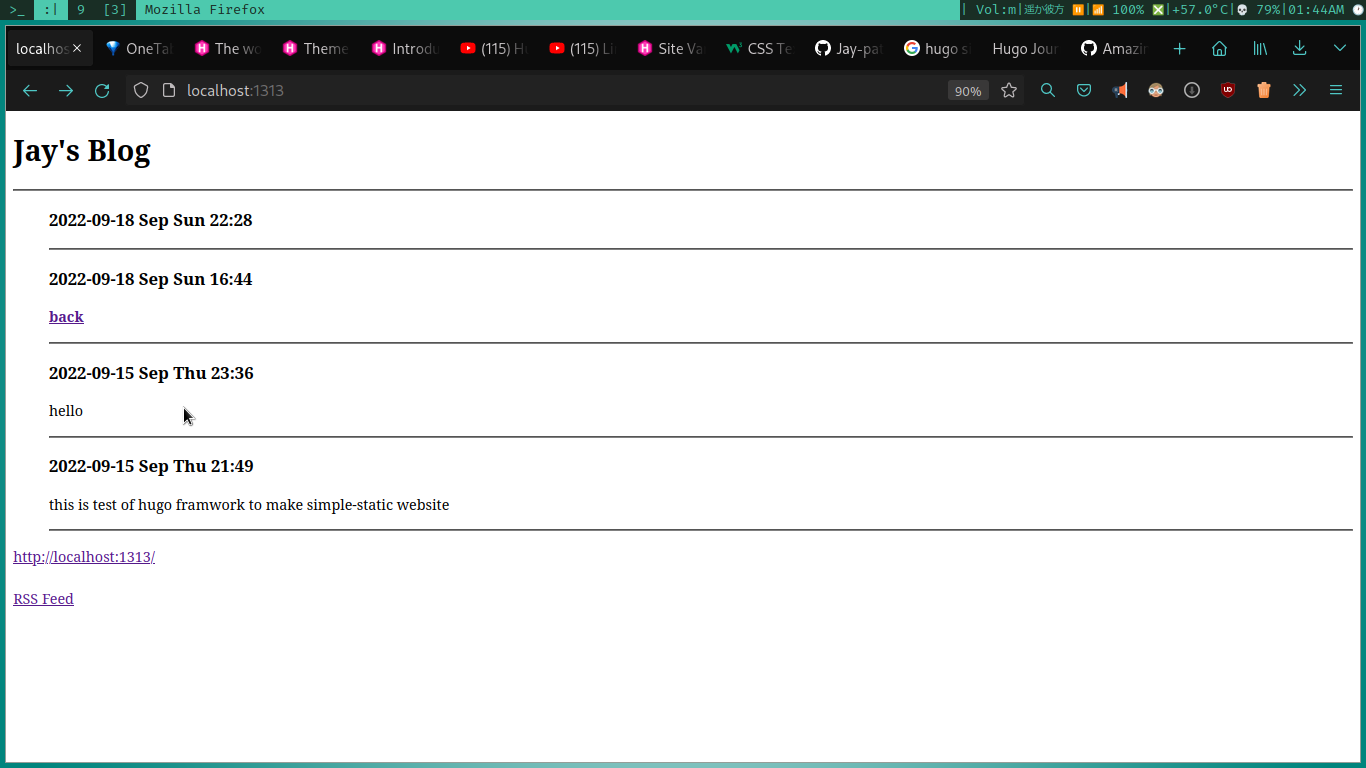 >_ :| 9 [3] Mozilla Firefox | Vol:m|遥か彼方 ⏸️|📶 100% ❎|+57.0°C|💀 79%|01:44AM 🕐
localhos OneTa The wo Theme Introdu (115) H (115) Li Site Va CSS Te Jay-pa hugo s Hugo Jour Amazi
localhost:1313 90%
Jay's Blog
2022-09-18 Sep Sun 22:28
2022-09-18 Sep Sun 16:44
back
2022-09-15 Sep Thu 23:36
hello
2022-09-15 Sep Thu 21:49
this is test of hugo framwork to make simple-static website
http://localhost:1313/
RSS Feed